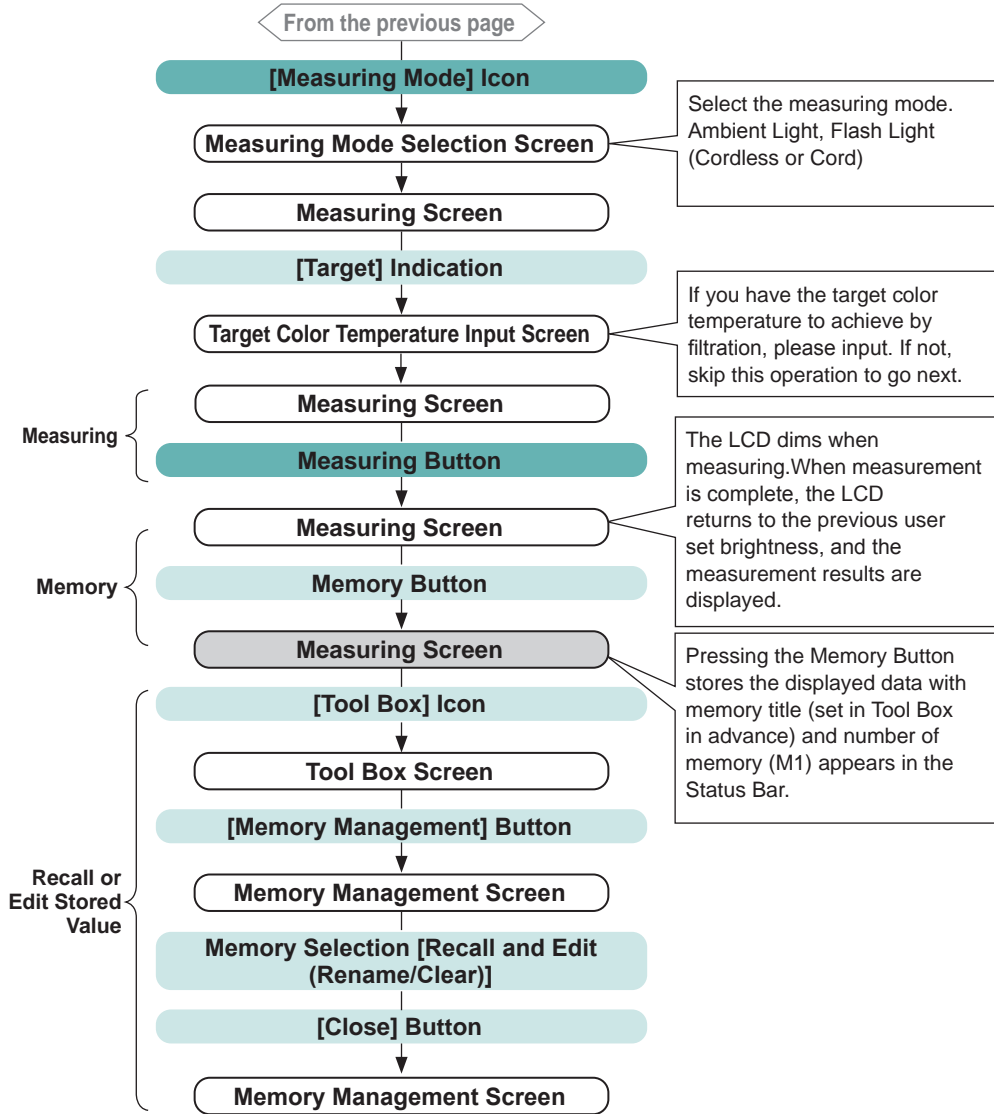 From the previous page
[Measuring Mode] Icon
Select the measuring mode.
Ambient Light, Flash Light
(Cordless or Cord)
Measuring Mode Selection Screen
Measuring Screen
[Target] Indication
If you have the target color
temperature to achieve by
filtration, please input. If not,
skip this operation to go next.
Target Color Temperature Input Screen
Measuring
Measuring Screen
Measuring Button
The LCD dims when
measuring.When measurement
is complete, the LCD
returns to the previous user
set brightness, and the
measurement results are
displayed.
Memory
Measuring Screen
Memory Button
Measuring Screen
Pressing the Memory Button
stores the displayed data with
memory title (set in Tool Box
in advance) and number of
memory (M1) appears in the
Status Bar.
Recall or
Edit Stored
Value
[Tool Box] Icon
Tool Box Screen
[Memory Management] Button
Memory Management Screen
Memory Selection [Recall and Edit
(Rename/Clear)]
[Close] Button
Memory Management Screen